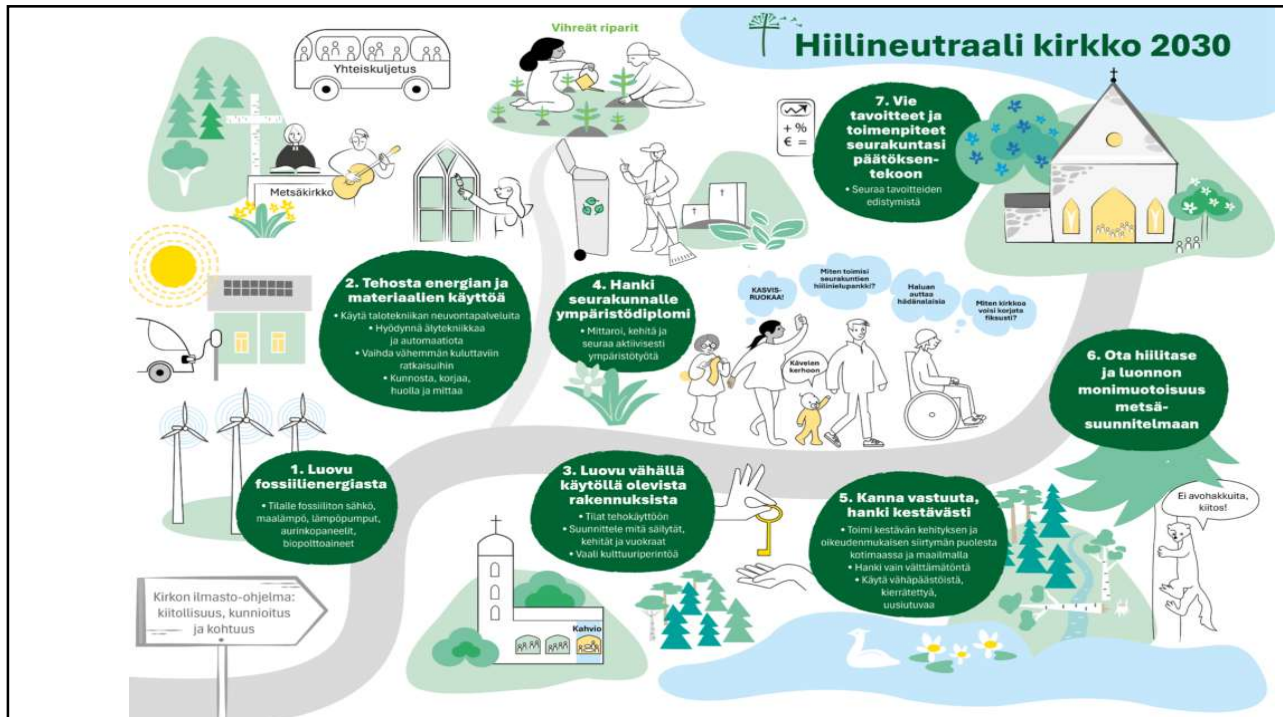 Hiilineutraali kirkko 2030
Vihreät riparit
Yhteiskuljetus
Metsäkirkko
7. Vie
tavoitteet ja
toimenpiteet
seurakuntasi
päätöksen-
tekoon
• Seuraa tavoitteiden
edistymistä
+ %
€ =
2. Tehosta energian ja
materiaalien käyttöä
• Käytä talotekniikan neuvontapalveluita
• Hyödynnä älytekniikkaa
ja automaatiota
• Vaihda vähemmän kuluttaviin
ratkaisuihin
• Kunnosta, korjaa,
huolla ja mittaa
4. Hanki
seurakunnalle
ympäristödiplomi
• Mittaroi, kehitä ja
seuraa aktiivisesti
ympäristötyötä
KASVIS-
RUOKAA!
Miten toimisi
seurakuntien
hiilinielupankki?
Haluan
auttaa
hädänalaisia
Miten kirkkoa
voisi korjata
fiksusti?
Kävelen
kerhoon
6. Ota hiilitase
ja luonnon
monimuotoisuus
metsä-
suunnitelmaan
1. Luovu
fossiilienergiasta
• Tilalle fossiiliton sähkö,
maalämpö, lämpöpumput,
aurinkopaneelit,
biopolttoaineet
3. Luovu vähällä
käytöllä olevista
rakennuksista
• Tilat tehokäyttöön
• Suunnittele mitä säilytät,
kehität ja vuokraat
• Vaali kulttuuriperintöä
5. Kanna vastuuta,
hanki kestävästi
• Toimi kestävän kehityksen ja
oikeudenmukaisen siirtymän puolesta
kotimaassa ja maailmalla
• Hanki vain välttämätöntä
• Käytä vähäpäästöistä,
kierrätettyä,
uusiutuvaa
Ei avohakkuita,
kiitos!
Kirkon ilmasto-ohjelma:
kiitollisuus, kunnioitus
ja kohtuus
Kahvio